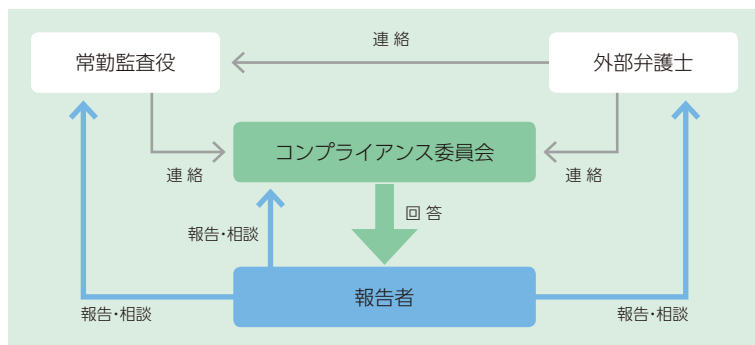 連絡
常勤監査役
外部弁護士
コンプライアンス委員会
連絡
連絡
回答
報告・相談
報告者
報告・相談
報告・相談